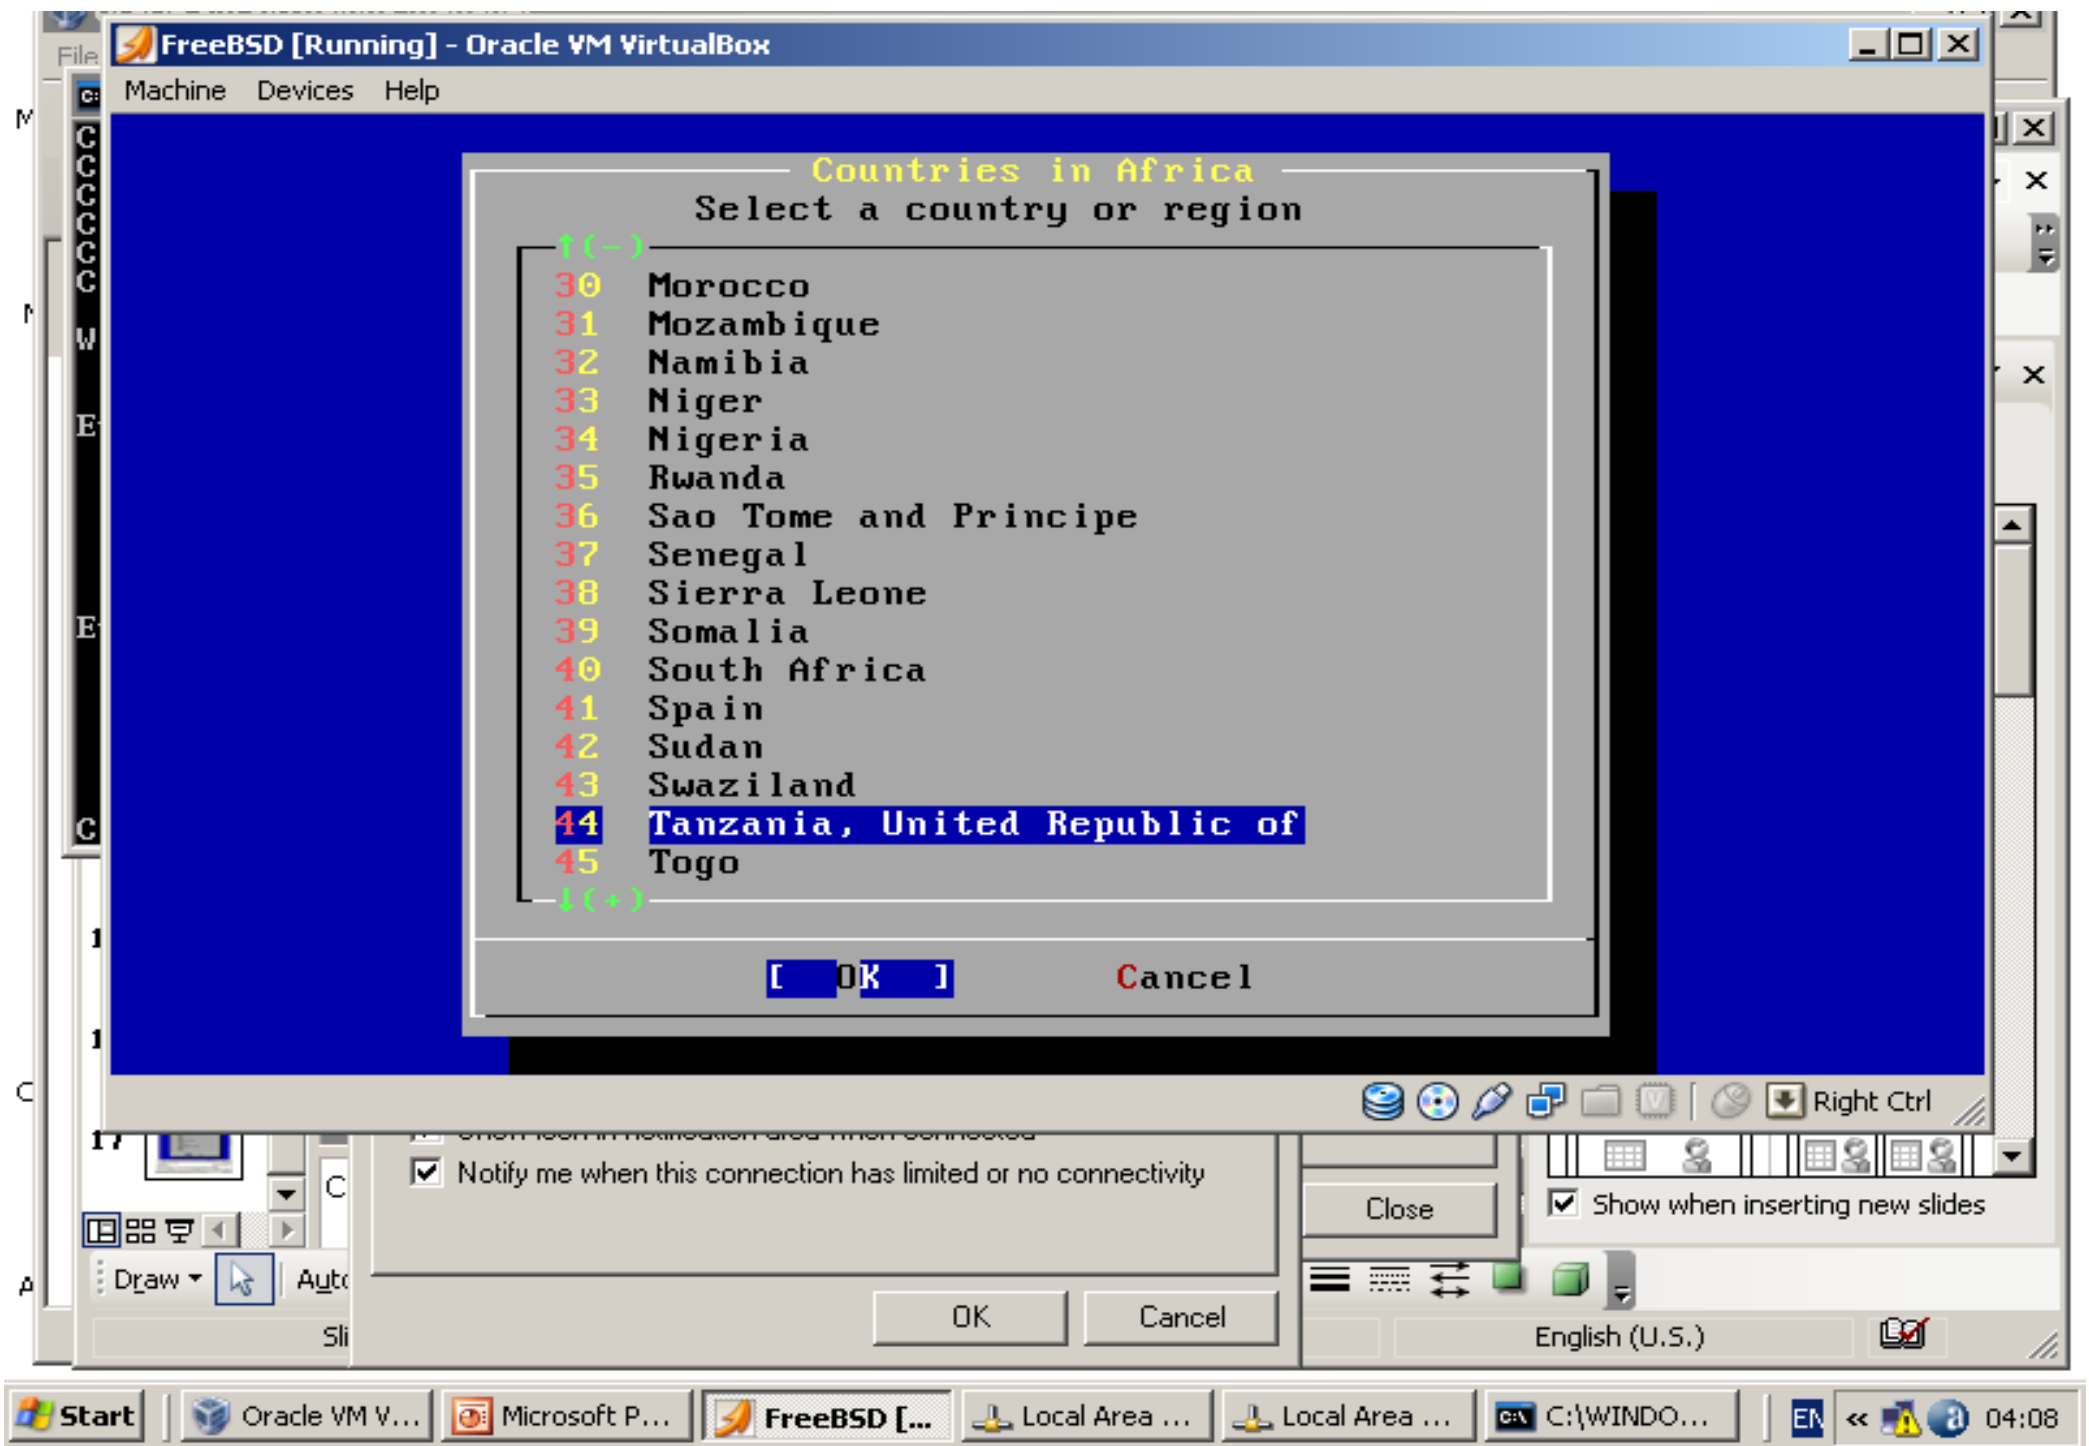 File
FreeBSD [Running] - Oracle VM VirtualBox
Machine Devices Help
Countries in Africa
Select a country or region
↑(-)
30 Morocco
31 Mozambique
32 Namibia
33 Niger
34 Nigeria
35 Rwanda
36 Sao Tome and Principe
37 Senegal
38 Sierra Leone
39 Somalia
40 South Africa
41 Spain
42 Sudan
43 Swaziland
44 Tanzania, United Republic of
45 Togo
↓(+)
[ OK ] Cancel
Right Ctrl
17
Notify me when this connection has limited or no connectivity
Close
Show when inserting new slides
Draw
OK Cancel
English (U.S.)
Start Oracle VM V... Microsoft P... FreeBSD [... Local Area ... Local Area ... C:\WINDO... EN « 04:08